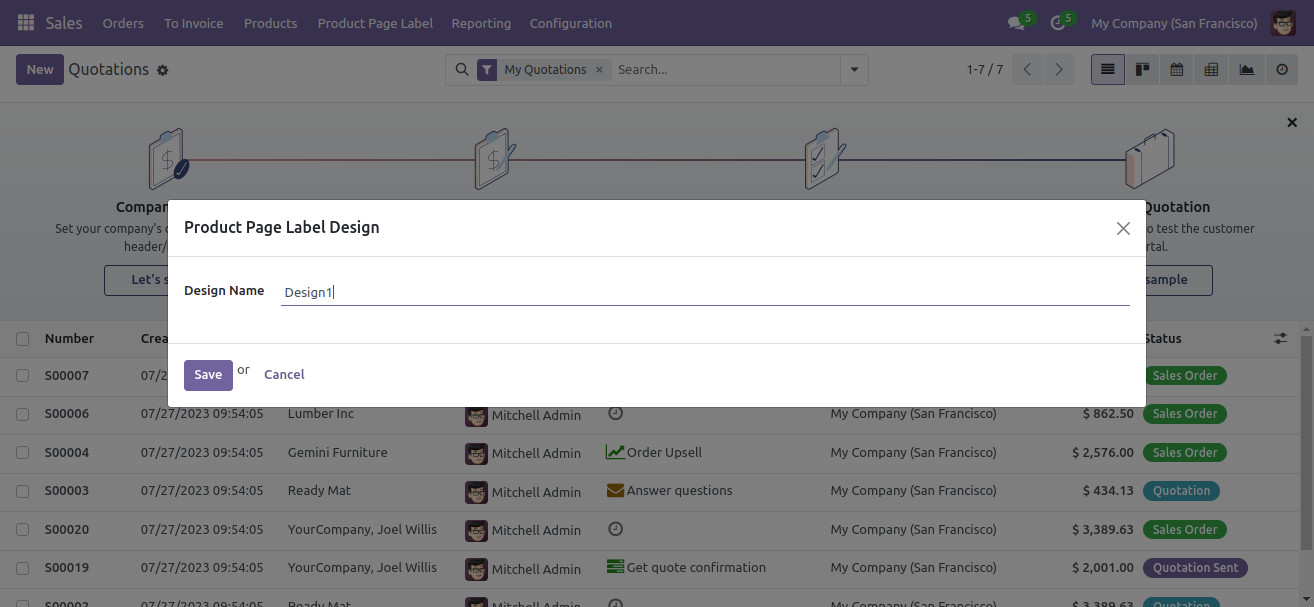 Sales Orders To Invoice Products Product Page Label Reporting Configuration 5 5 My Company (San Francisco)
New Quotations My Quotations × Search... 1-7 / 7
Quotation
Set your company's o test the customer
header/ rtal.
Let's s sample
Product Page Label Design
Design Name Design1
Save or Cancel
Number Status
S00007 Sales Order
S00006 07/27/2023 09:54:05 Lumber Inc Mitchell Admin My Company (San Francisco) $ 862.50 Sales Order
S00004 07/27/2023 09:54:05 Gemini Furniture Mitchell Admin Order Upsell My Company (San Francisco) $ 2,576.00 Sales Order
S00003 07/27/2023 09:54:05 Ready Mat Mitchell Admin Answer questions My Company (San Francisco) $ 434.13 Quotation
S00020 07/27/2023 09:54:05 YourCompany, Joel Willis Mitchell Admin My Company (San Francisco) $ 3,389.63 Sales Order
S00019 07/27/2023 09:54:05 YourCompany, Joel Willis Mitchell Admin Get quote confirmation My Company (San Francisco) $ 2,001.00 Quotation Sent
S00002 07/27/2023 09:54:05 Ready Mat Mitchell Admin My Company (San Francisco) $ 3,389.63 Quotation